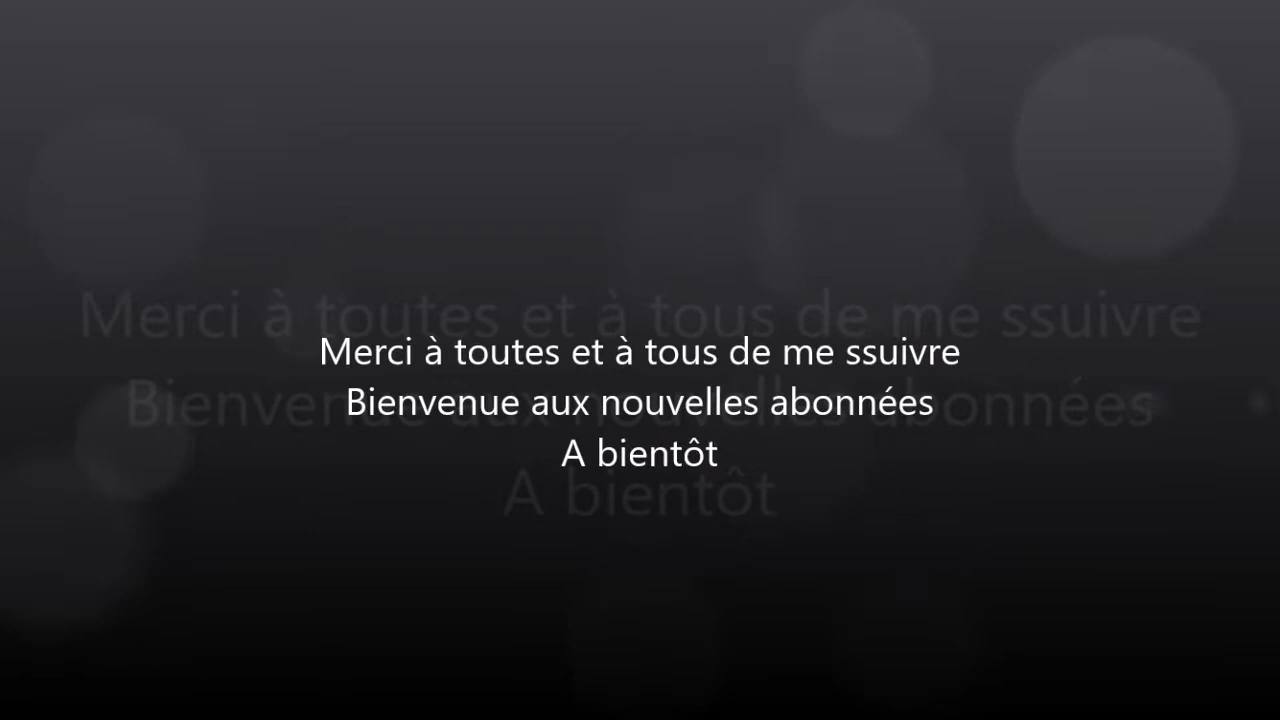 Merci à toutes et à tous de me ssuivre
Bienvenue aux nouvelles abonnées
A bientôt